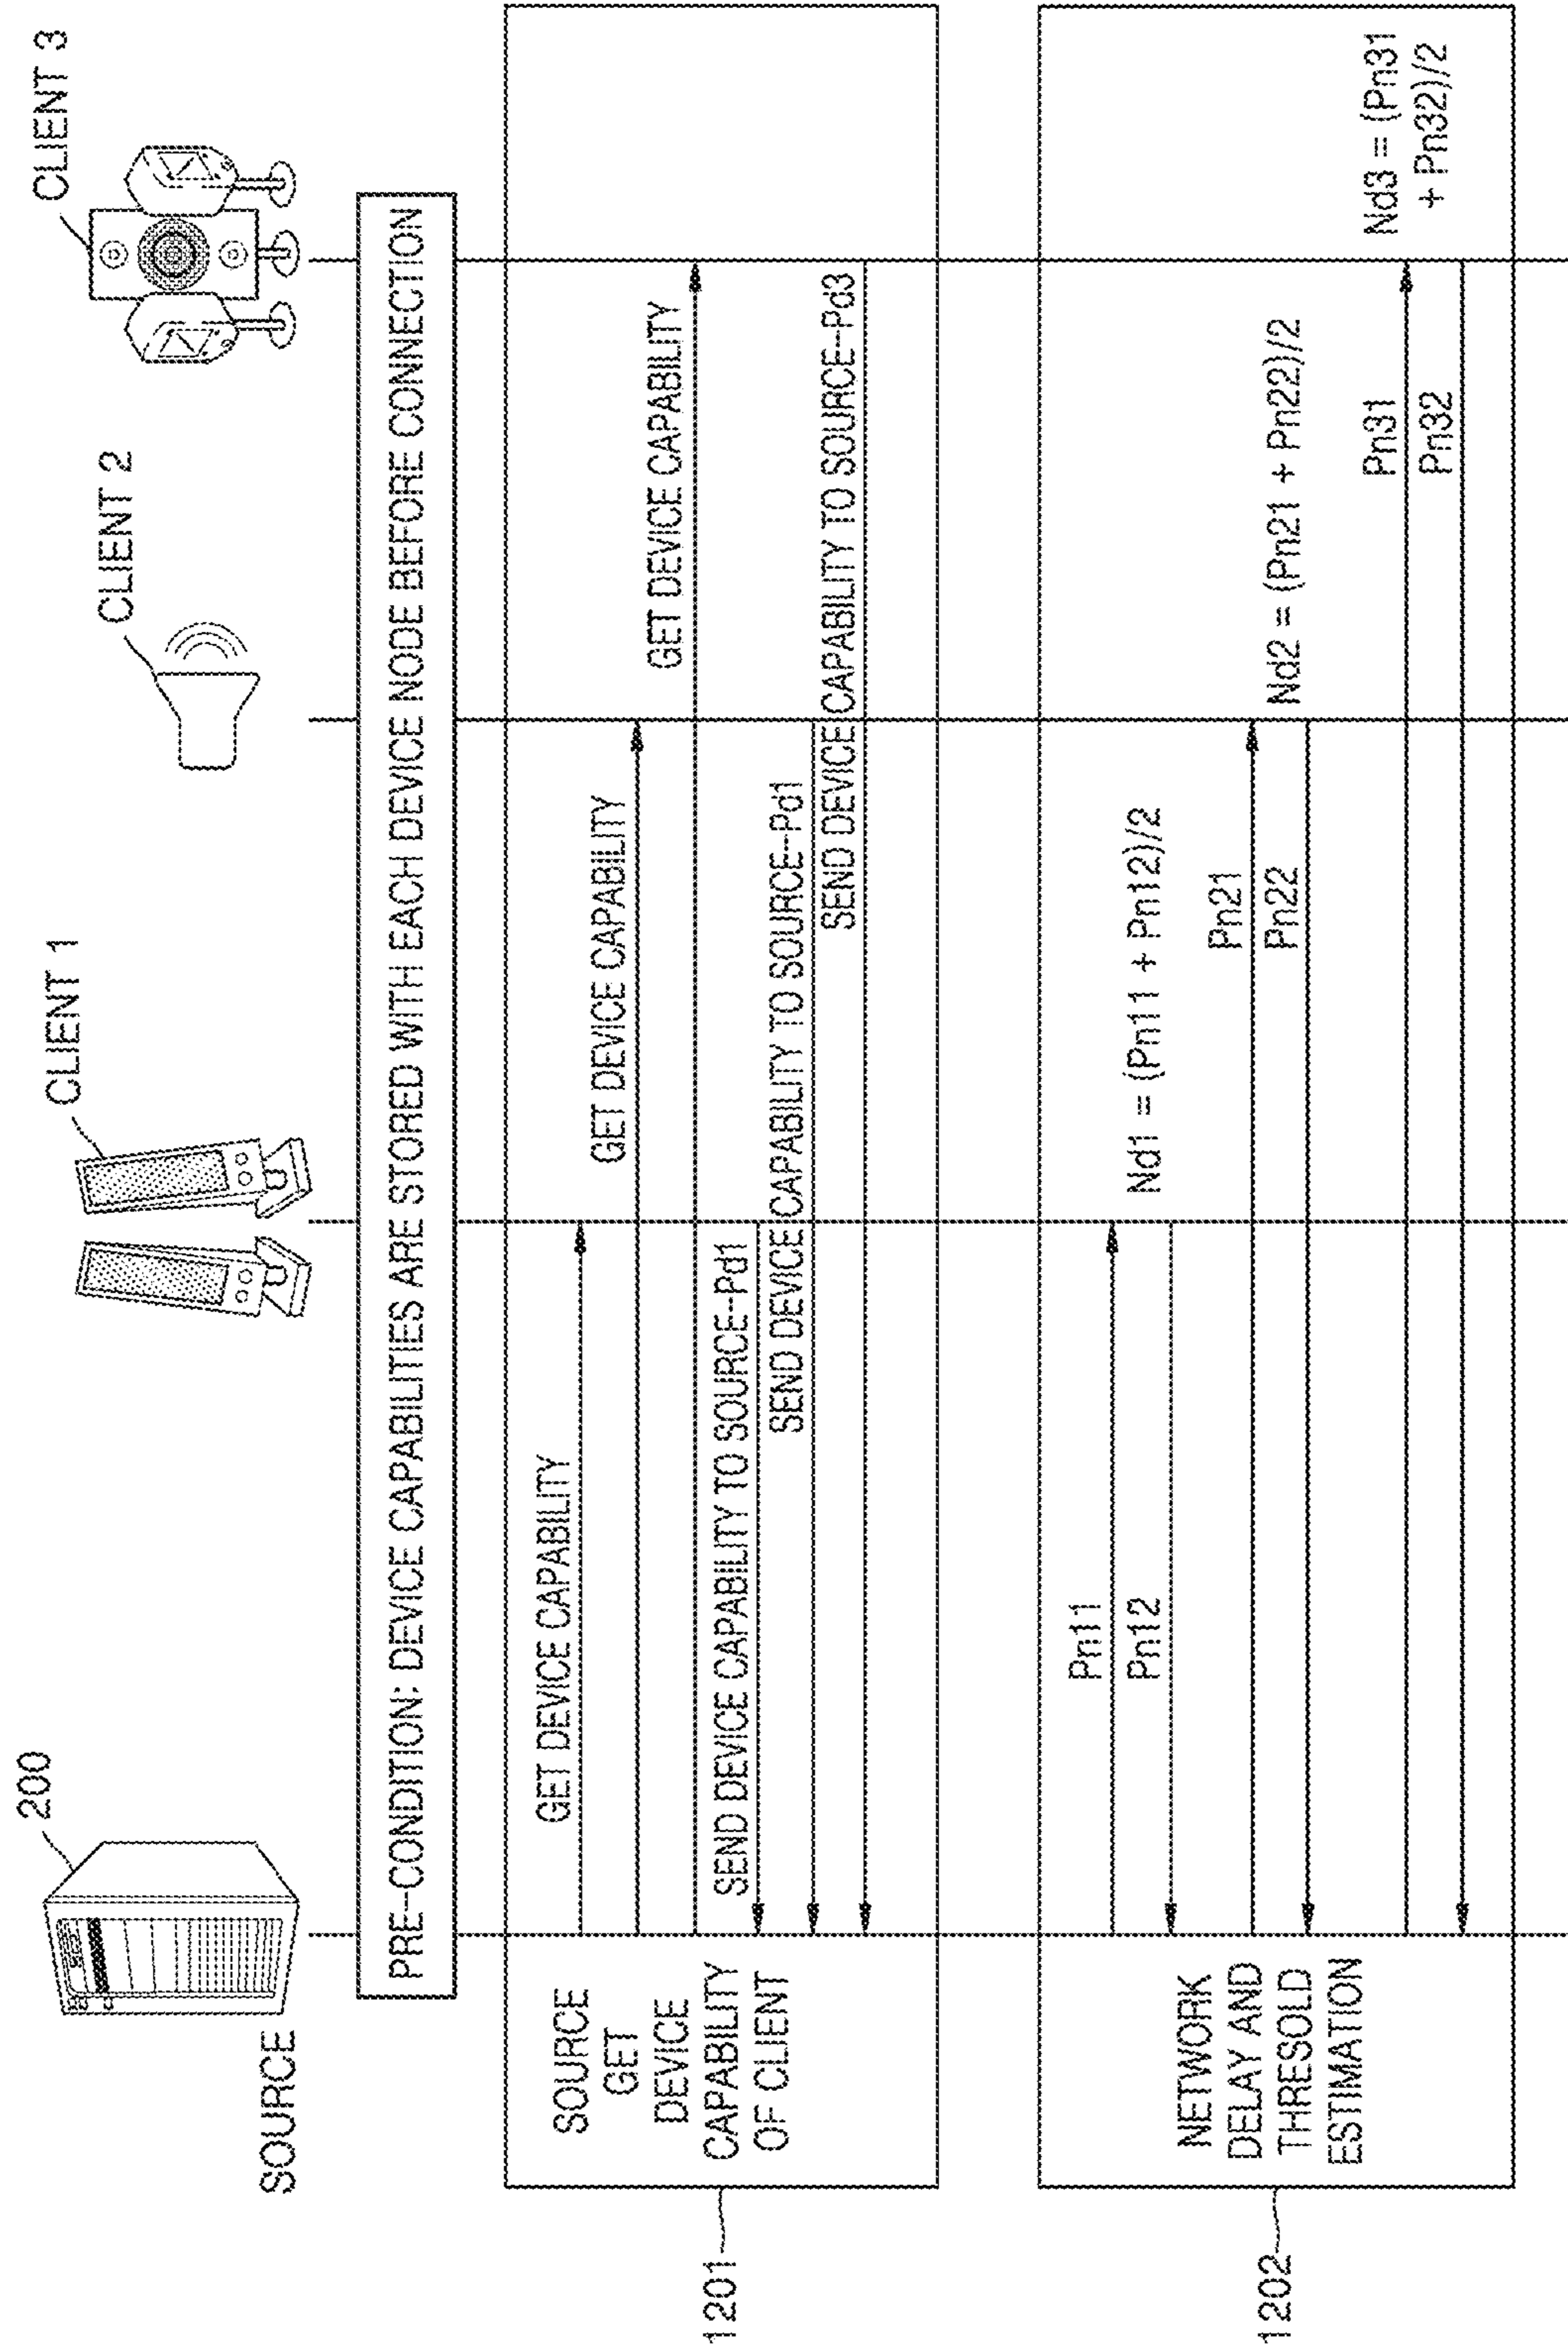 200
SOURCE
CLIENT 1
CLIENT 2
CLIENT 3
PRE-CONDITION: DEVICE CAPABILITIES ARE STORED WITH EACH DEVICE NODE BEFORE CONNECTION
1201
SOURCE
GET
DEVICE
CAPABILITY
OF CLIENT
GET DEVICE CAPABILITY
GET DEVICE CAPABILITY
GET DEVICE CAPABILITY
SEND DEVICE CAPABILITY TO SOURCE-Pd1
SEND DEVICE CAPABILITY TO SOURCE-Pd1
SEND DEVICE CAPABILITY TO SOURCE-Pd3
1202
NETWORK
DELAY AND
THRESOLD
ESTIMATION
Pn11
Pn12
Nd1 = (Pn11 + Pn12)/2
Pn21
Pn22
Nd2 = (Pn21 + Pn22)/2
Pn31
Pn32
Nd3 = (Pn31
+ Pn32)/2